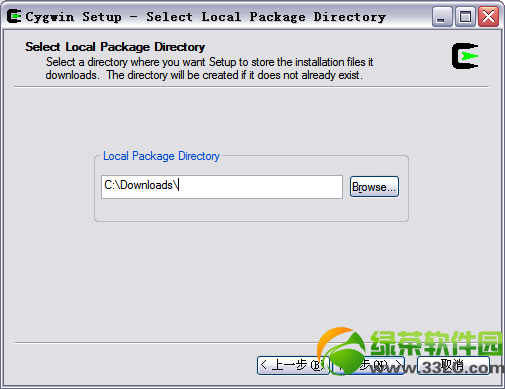 Cygwin Setup - Select Local Package Directory
Select Local Package Directory
Select a directory where you want Setup to store the installation files it
downloads. The directory will be created if it does not already exist.
Local Package Directory
C:\Downloads\
Browse...
< 上一步(B)
步(N) >
取消
绿茶软件园
www.33LC.com